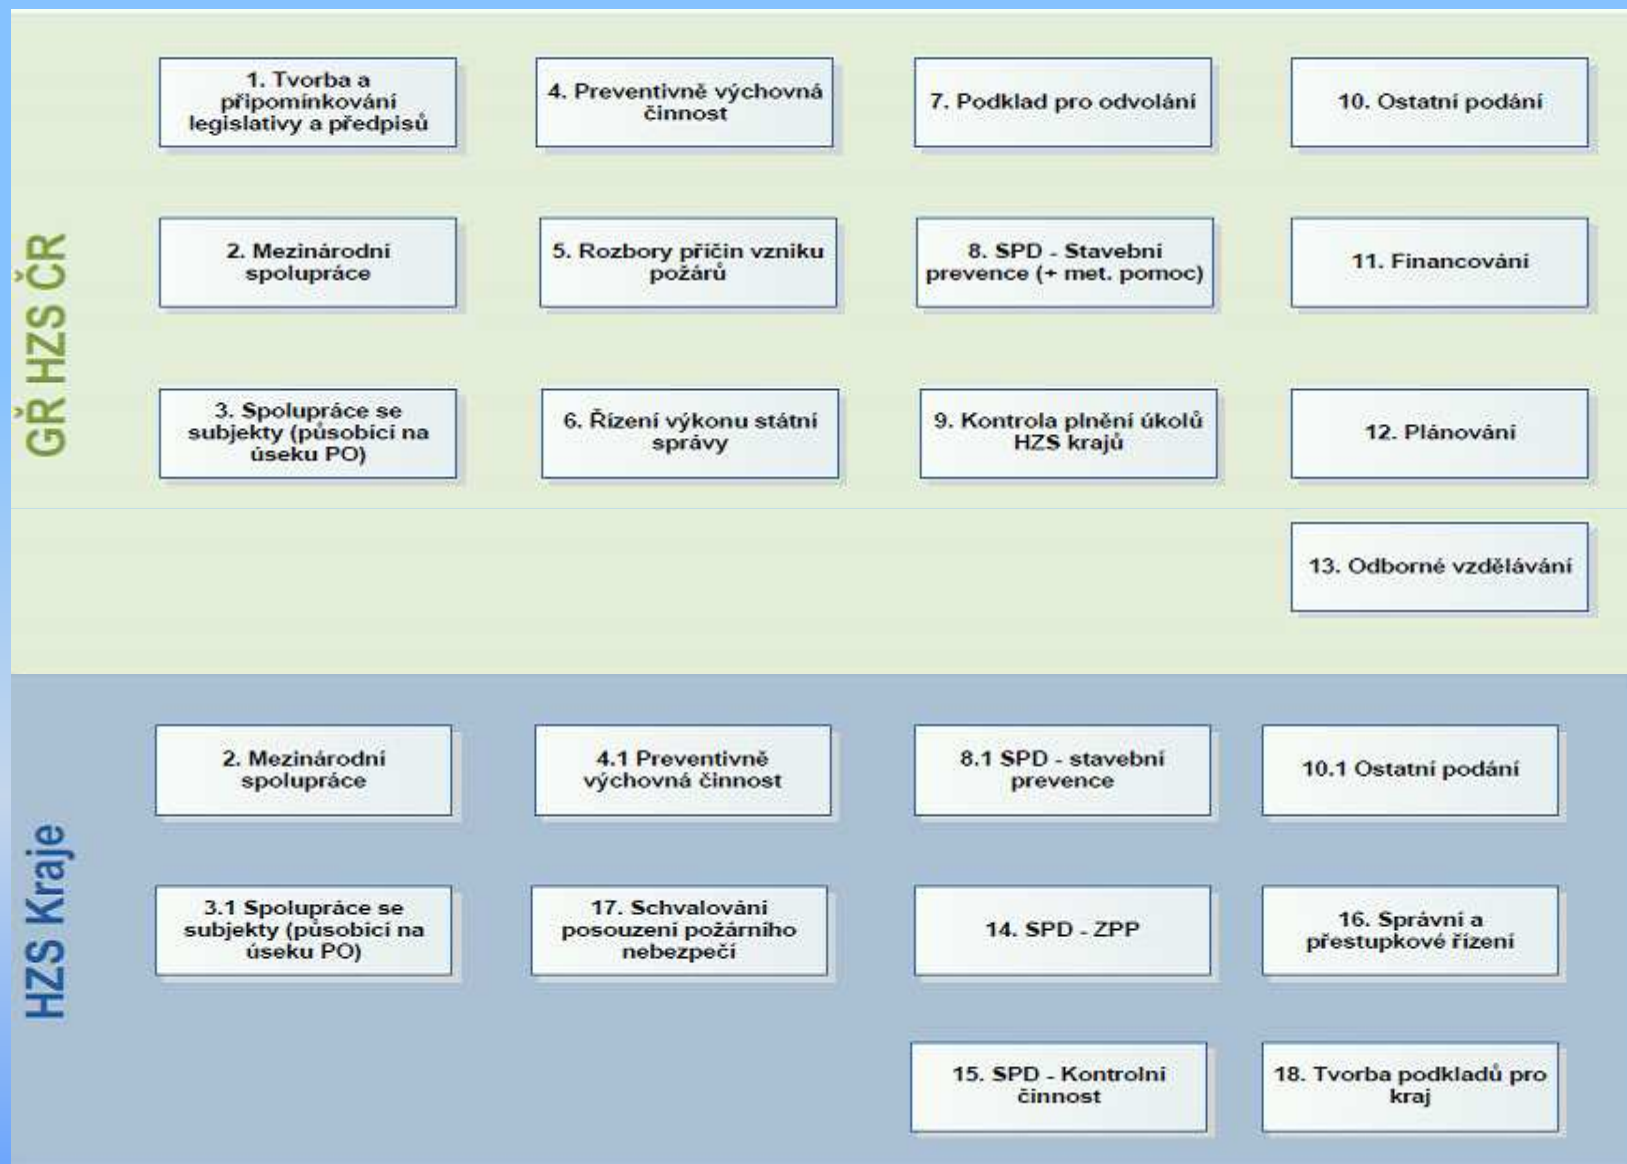 GŘ HZS ČR
1. Tvorba a
připomínkování
legislativy a předpisů
4. Preventivně výchovná
činnost
7. Podklad pro odvolání
10. Ostatní podání
2. Mezinárodní
spolupráce
5. Rozbory příčin vzniku
požárů
8. SPD - Stavební
prevence (+ met. pomoc)
11. Financování
3. Spolupráce se
subjekty (působící na
úseku PO)
6. Řízení výkonu státní
správy
9. Kontrola plnění úkolů
HZS krajů
12. Plánování
13. Odborné vzdělávání
HZS Kraje
2. Mezinárodní
spolupráce
4.1 Preventivně
výchovná činnost
8.1 SPD - stavební
prevence
10.1 Ostatní podání
3.1 Spolupráce se
subjekty (působící na
úseku PO)
17. Schvalování
posouzení požárního
nebezpečí
14. SPD - ZPP
16. Správní a
přestupkové řízení
15. SPD - Kontrolní
činnost
18. Tvorba podkladů pro
kraj